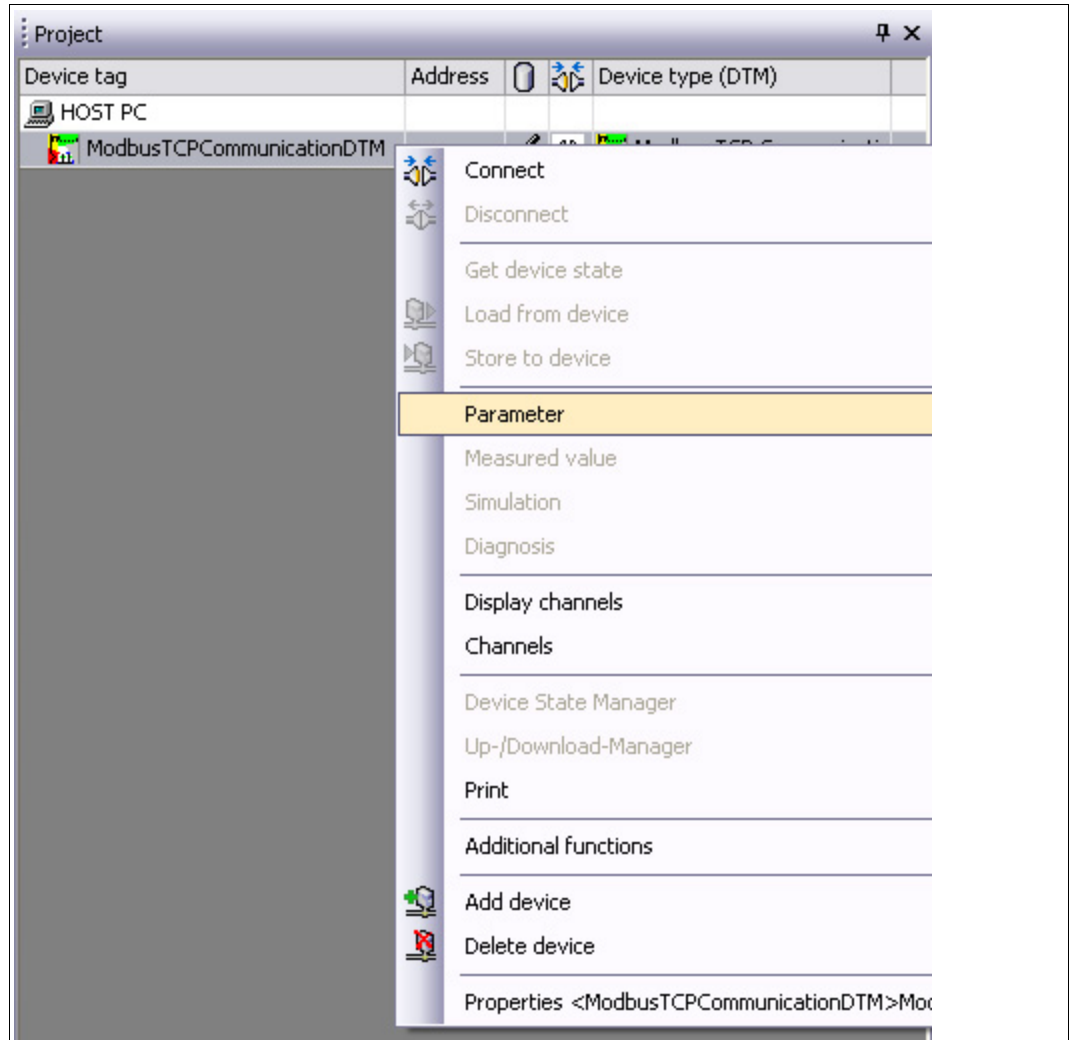 Project
Device tag Address Device type (DTM)
HOST PC
ModbusTCPCommunicationDTM
Connect
Disconnect
Get device state
Load from device
Store to device
Parameter
Measured value
Simulation
Diagnosis
Display channels
Channels
Device State Manager
Up-/Download-Manager
Print
Additional functions
Add device
Delete device
Properties <ModbusTCPCommunicationDTM>Mod